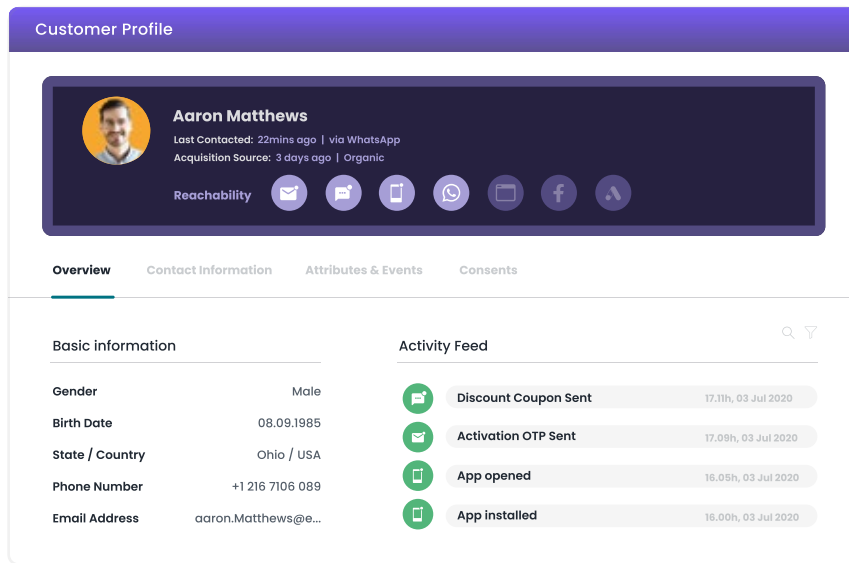 Customer Profile
Aaron Matthews
Last Contacted: 22mins ago | via WhatsApp
Acquisition Source: 3 days ago | Organic
Reachability
Overview Contact Information Attributes & Events Consents
Basic information
Gender Male
Birth Date 08.09.1985
State / Country Ohio / USA
Phone Number +1 216 7106 089
Email Address aaron.Matthews@e...
Activity Feed
Discount Coupon Sent 17.11h, 03 Jul 2020
Activation OTP Sent 17.09h, 03 Jul 2020
App opened 16.05h, 03 Jul 2020
App installed 16.00h, 03 Jul 2020